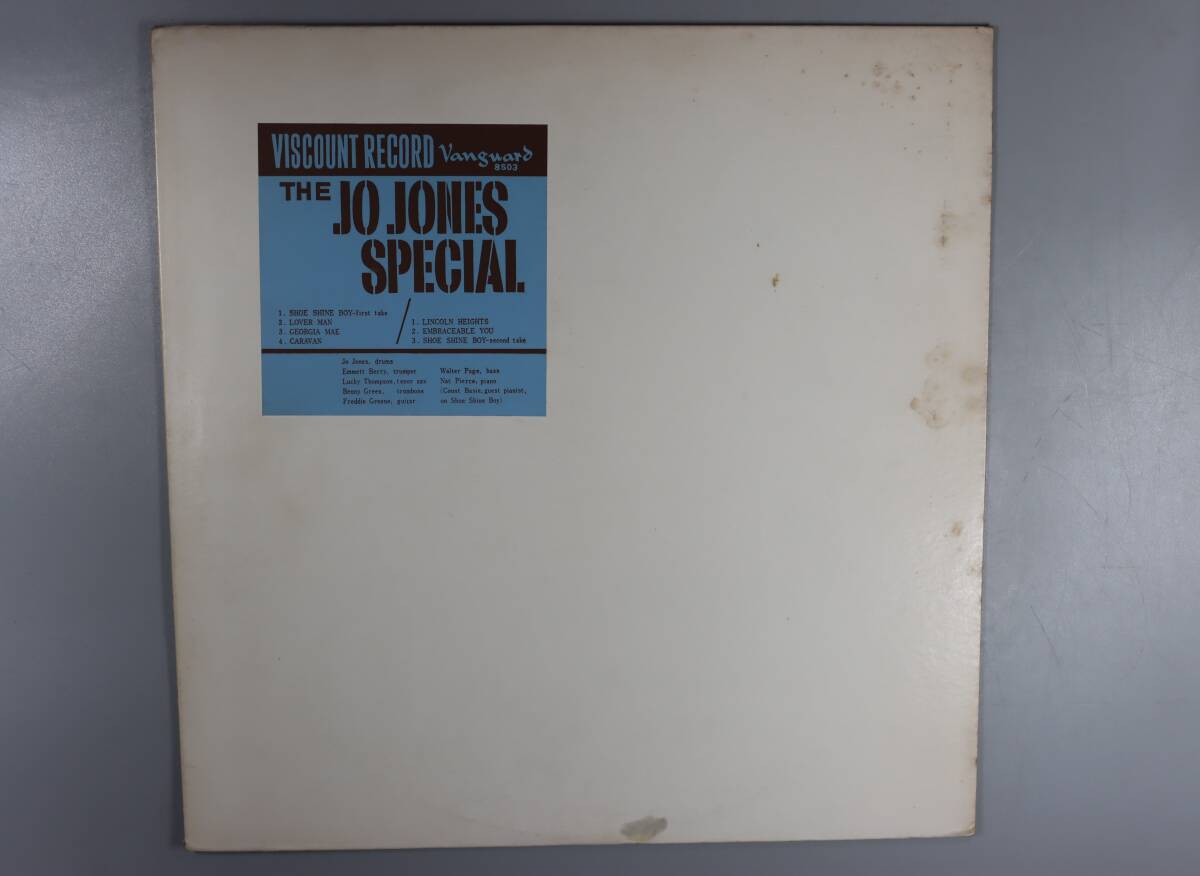 VISCOUNT RECORD Vanguard
8503
THE JO JONES
SPECIAL
1. SHOE SHINE BOY-first take
2. LOVER MAN
3. GEORGIA MAE
4. CARAVAN
/
1. LINCOLN HEIGHTS
2. EMBRACEABLE YOU
3. SHOE SHINE BOY-second take
Jo Jones, drums
Emmett Berry, trumpet
Lucky Thompson, tenor sax
Benny Green, trombone
Freddie Greene, guitar
Walter Page, bass
Nat Pierce, piano
(Count Basie, guest pianist,
on Shoe Shine Boy)